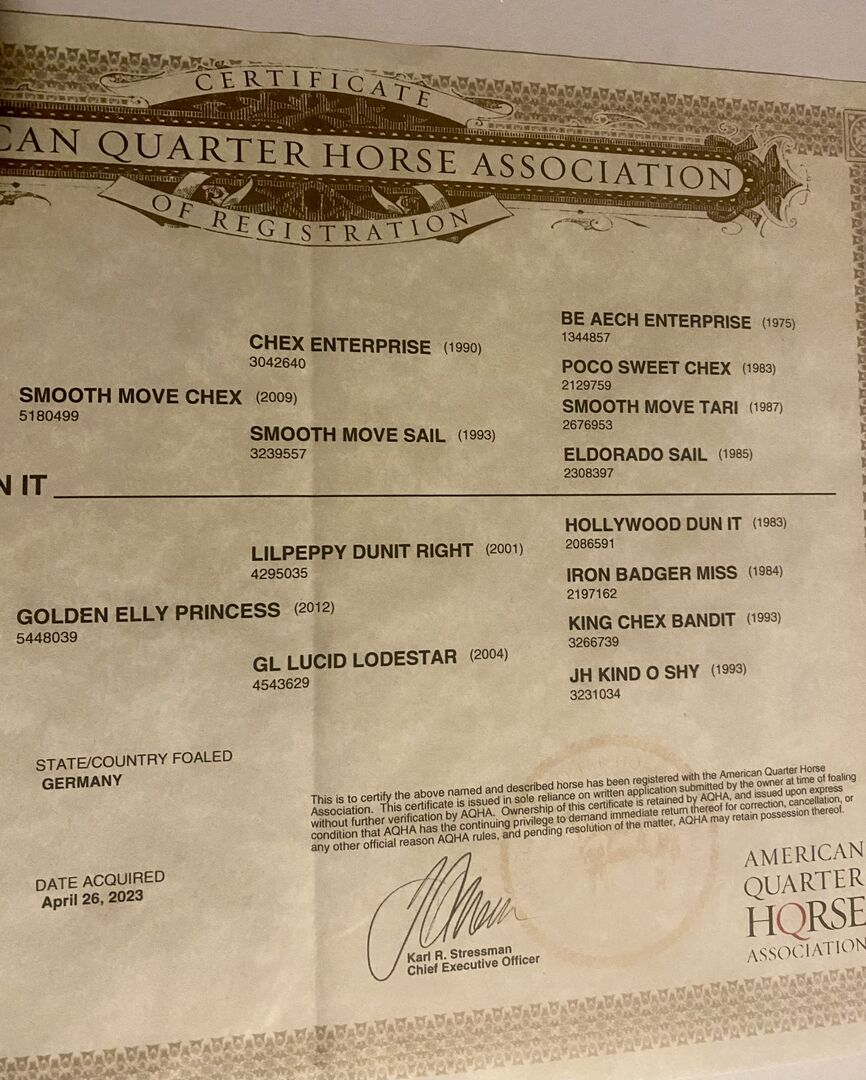 CERTIFICATE
CAN QUARTER HORSE ASSOCIATION
OF REGISTRATION
BE AECH ENTERPRISE (1975)
1344857
CHEX ENTERPRISE (1990)
3042640
POCO SWEET CHEX (1983)
2129759
SMOOTH MOVE CHEX (2009)
5180499
SMOOTH MOVE TARI (1987)
2676953
SMOOTH MOVE SAIL (1993)
3239557
ELDORADO SAIL (1985)
2308397
N IT
HOLLYWOOD DUN IT (1983)
2086591
LILPEPPY DUNIT RIGHT (2001)
4295035
IRON BADGER MISS (1984)
2197162
GOLDEN ELLY PRINCESS (2012)
5448039
KING CHEX BANDIT (1993)
3266739
GL LUCID LODESTAR (2004)
4543629
JH KIND O SHY (1993)
3231034
STATE/COUNTRY FOALED
GERMANY
This is to certify the above named and described horse has been registered with the American Quarter Horse
Association. This certificate is issued in sole reliance on written application submitted by the owner at time of foaling
without further verification by AQHA. Ownership of this certificate is retained by AQHA, and issued upon express
condition that AQHA has the continuing privilege to demand immediate return thereof for correction, cancellation, or
any other official reason AQHA rules, and pending resolution of the matter, AQHA may retain possession thereof.
DATE ACQUIRED
April 26, 2023
Karl R. Stressman
Chief Executive Officer
AMERICAN
QUARTER
HORSE
ASSOCIATION